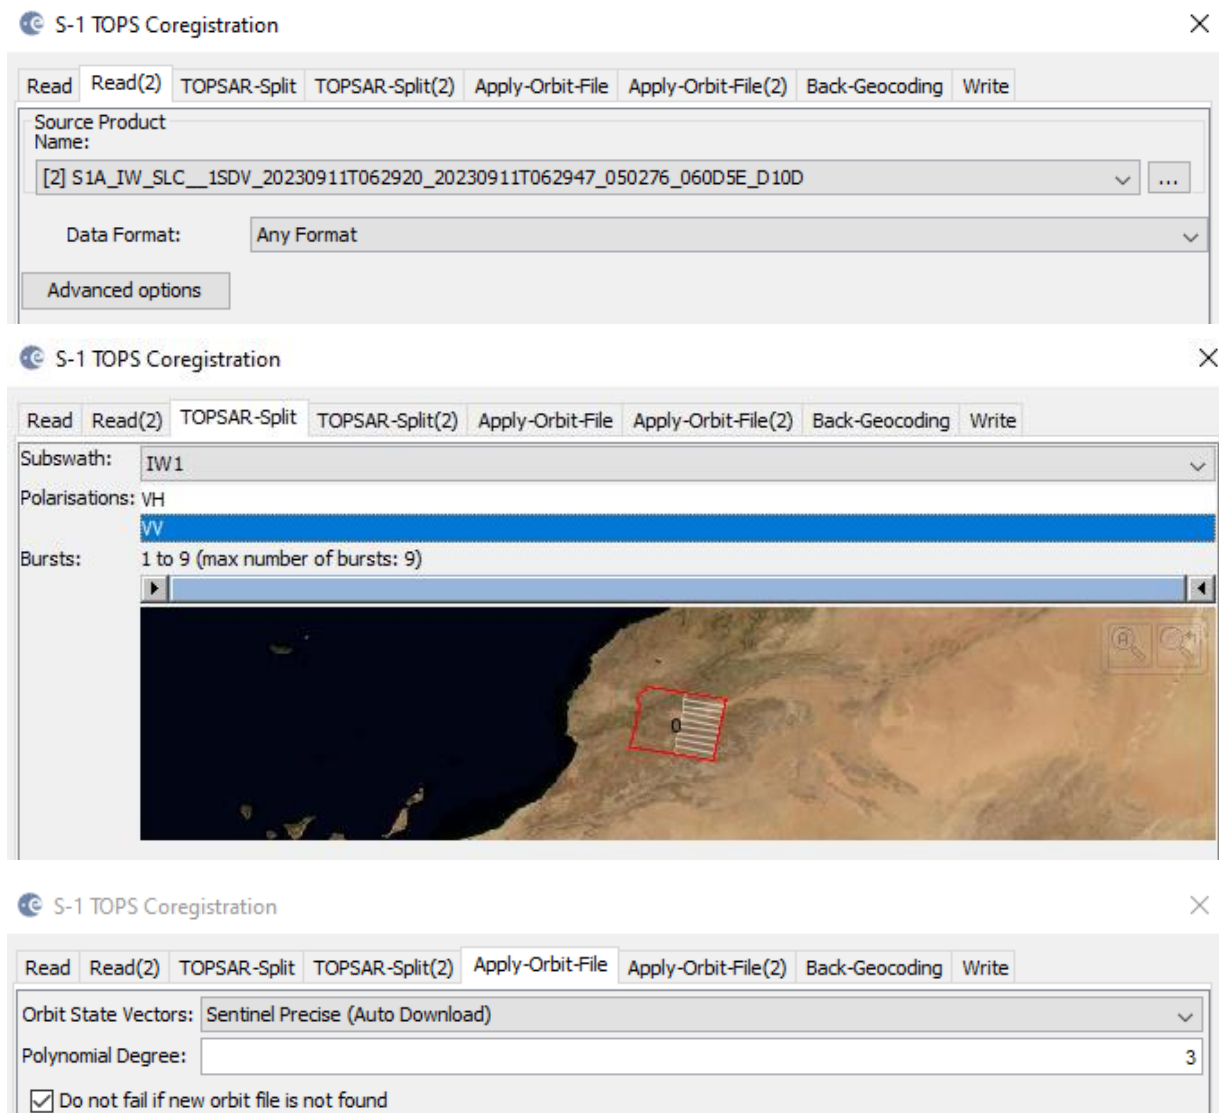 S-1 TOPS Coregistration
Read Read(2) TOPSAR-Split TOPSAR-Split(2) Apply-Orbit-File Apply-Orbit-File(2) Back-Geocoding Write
Source Product
Name:
[2] S1A_IW_SLC__1SDV_20230911T062920_20230911T062947_050276_060D5E_D10D
...
Data Format: Any Format
Advanced options
S-1 TOPS Coregistration
Read Read(2) TOPSAR-Split TOPSAR-Split(2) Apply-Orbit-File Apply-Orbit-File(2) Back-Geocoding Write
Subswath: IW1
Polarisations: VH
VV
Bursts: 1 to 9 (max number of bursts: 9)
0
S-1 TOPS Coregistration
Read Read(2) TOPSAR-Split TOPSAR-Split(2) Apply-Orbit-File Apply-Orbit-File(2) Back-Geocoding Write
Orbit State Vectors: Sentinel Precise (Auto Download)
Polynomial Degree: 3
Do not fail if new orbit file is not found